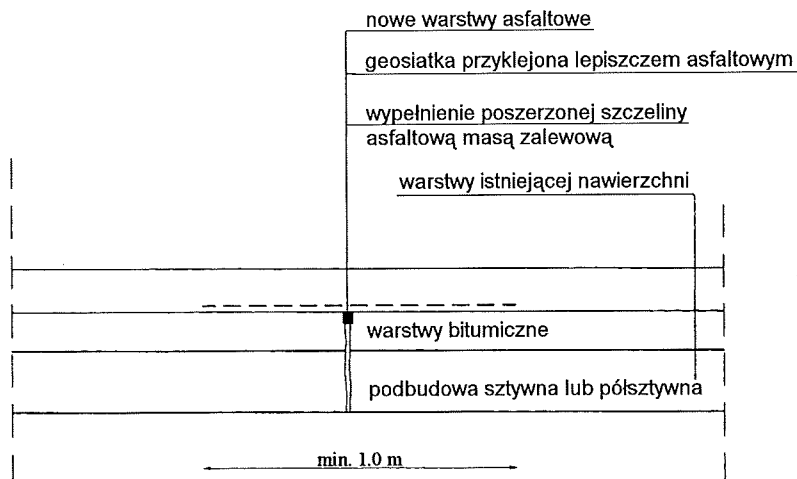 nowe warstwy asfaltowe
geosiatka przyklejona lepiszczem asfaltowym
wypełnienie poszerzonej szczeliny
asfaltową masą zalewową
warstwy istniejącej nawierzchni
warstwy bitumiczne
podbudowa sztywna lub półsztywna
min. 1.0 m